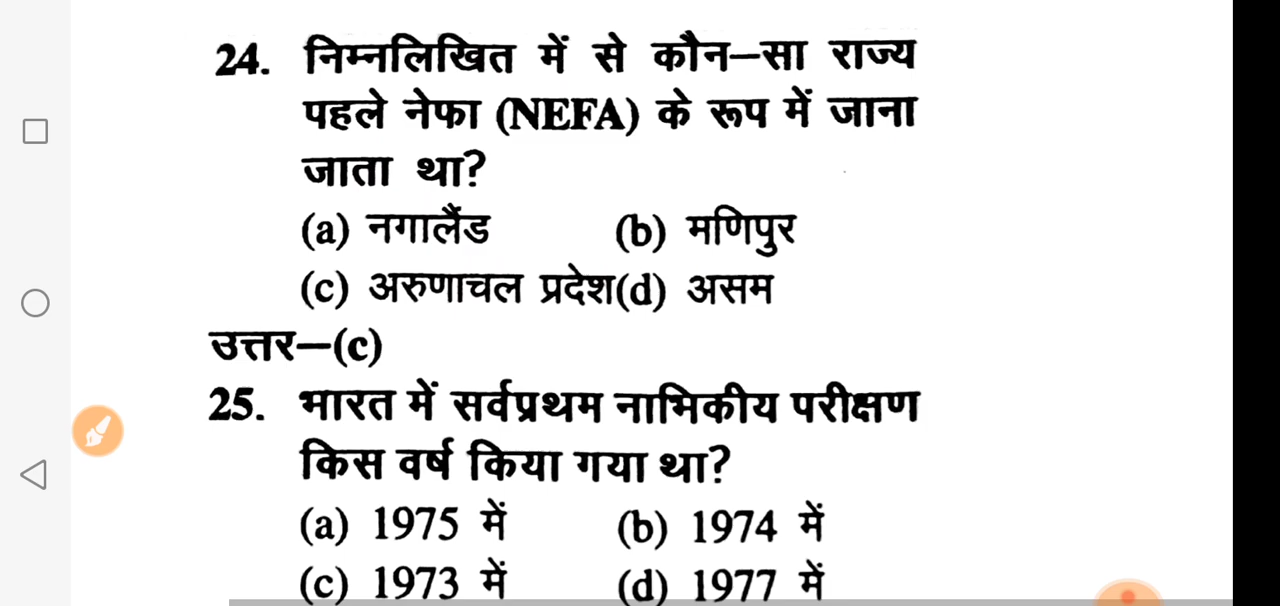 24. निम्नलिखित में से कौन–सा राज्य
पहले नेफा (NEFA) के रूप में जाना
जाता था?
(a) नगालैंड (b) मणिपुर
(c) अरुणाचल प्रदेश(d) असम
उत्तर–(c)
25. भारत में सर्वप्रथम नाभिकीय परीक्षण
किस वर्ष किया गया था?
(a) 1975 में (b) 1974 में
(c) 1973 में (d) 1977 में